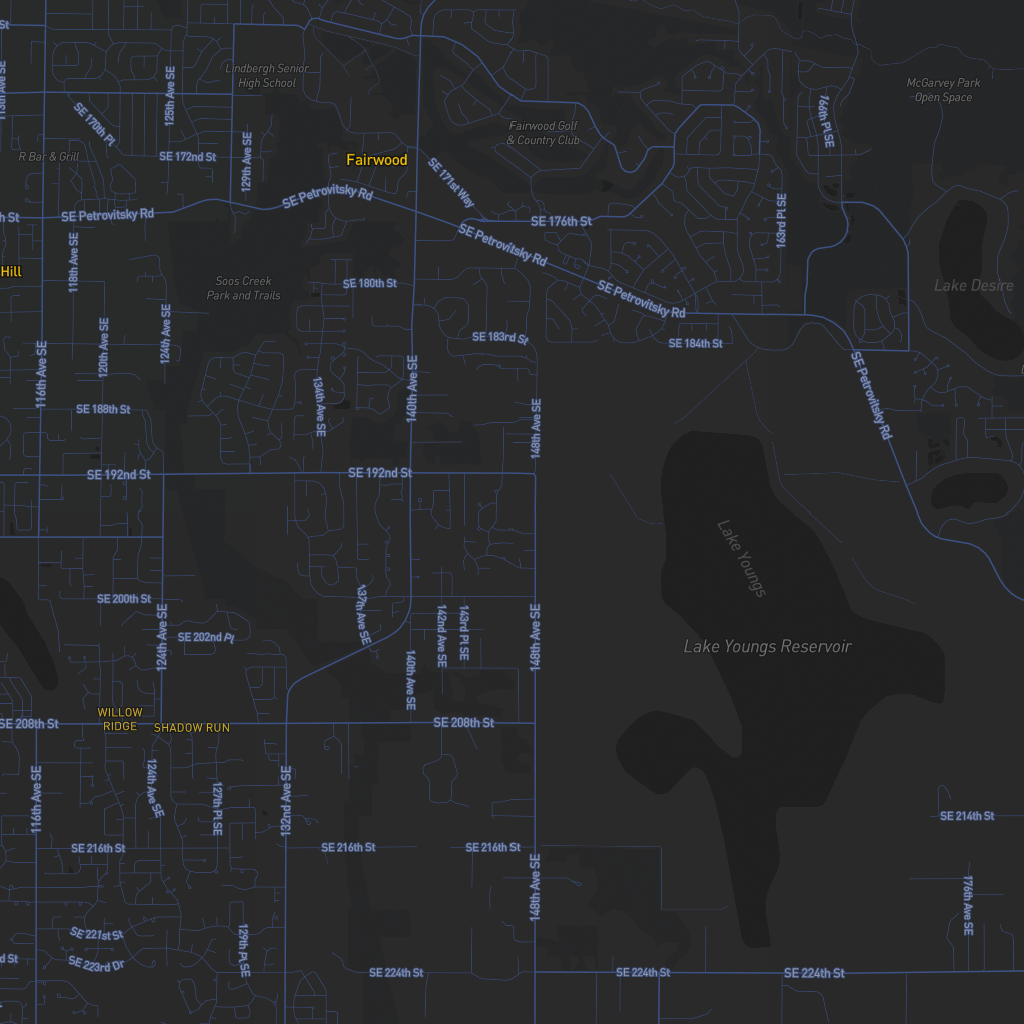 St
113th Ave SE
SE 170th Pl
125th Ave SE
Lindbergh Senior
High School
R Bar & Grill
SE 172nd St
129th Ave SE
Fairwood
SE 171st Way
Fairwood Golf
& Country Club
169th Pl SE
McGarvey Park
Open Space
h St
SE Petrovitsky Rd
SE Petrovitsky Rd
SE Petrovitsky Rd
SE 176th St
163rd Pl SE
Hill
118th Ave SE
Soos Creek
Park and Trails
SE 180th St
SE Petrovitsky Rd
Lake Desire
116th Ave SE
120th Ave SE
124th Ave SE
SE 183rd St
SE 184th St
SE Petrovitsky Rd
SE 188th St
134th Ave SE
140th Ave SE
148th Ave SE
SE 192nd St
SE 192nd St
Lake Youngs
SE 200th St
124th Ave SE
SE 202nd Pl
137th Ave SE
140th Ave SE
142nd Ave SE
143rd Pl SE
148th Ave SE
Lake Youngs Reservoir
SE 208th St
WILLOW
RIDGE
SHADOW RUN
SE 208th St
116th Ave SE
124th Ave SE
127th Pl SE
132nd Ave SE
SE 214th St
SE 216th St
SE 216th St
SE 216th St
148th Ave SE
176th Ave SE
SE 221st St
d St
SE 223rd Dr
129th Pl SE
SE 224th St
SE 224th St
SE 224th St